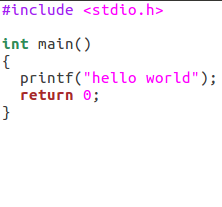 #include <stdio.h>

int main()
{
  printf("hello world");
  return 0;
}